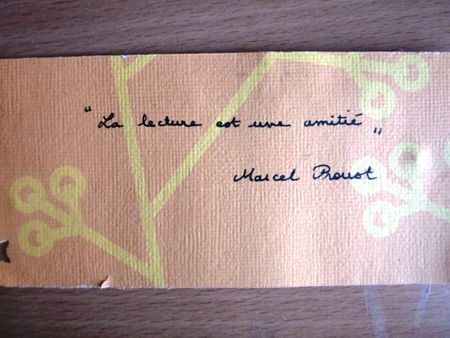 "La lecture est une amitié"
Marcel Proust